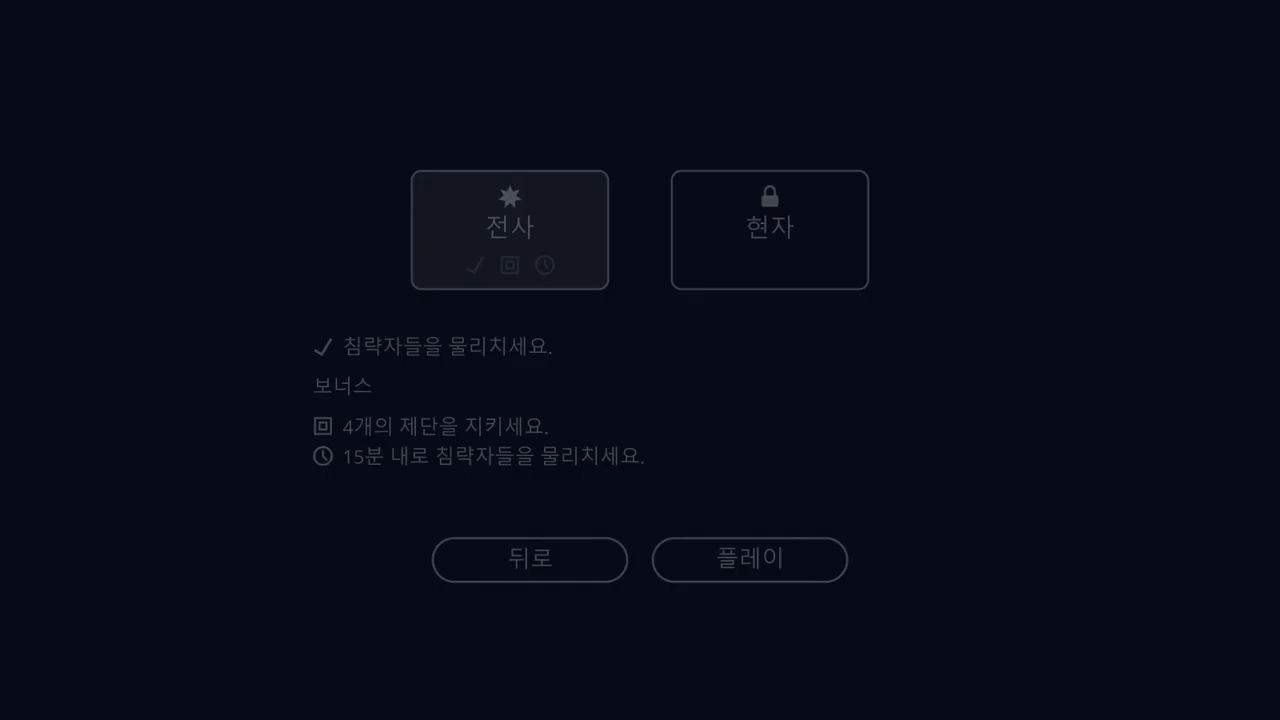 전사
현자
침략자들을 물리치세요.
보너스
4개의 제단을 지키세요.
15분 내로 침략자들을 물리치세요.
뒤로
플레이